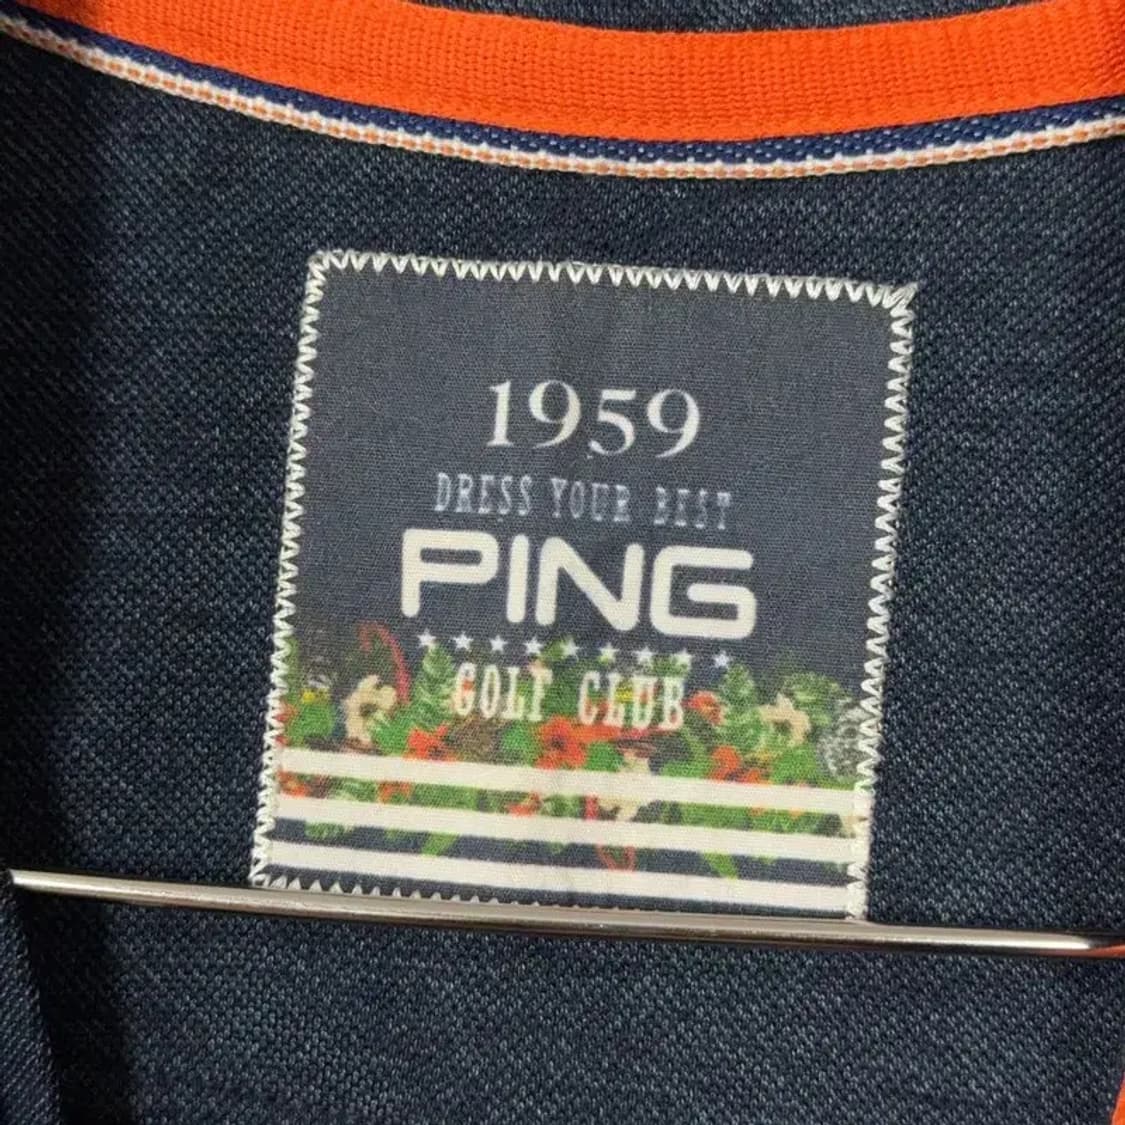 1959
DRESS YOUR BEST
PING
GOLF CLUB